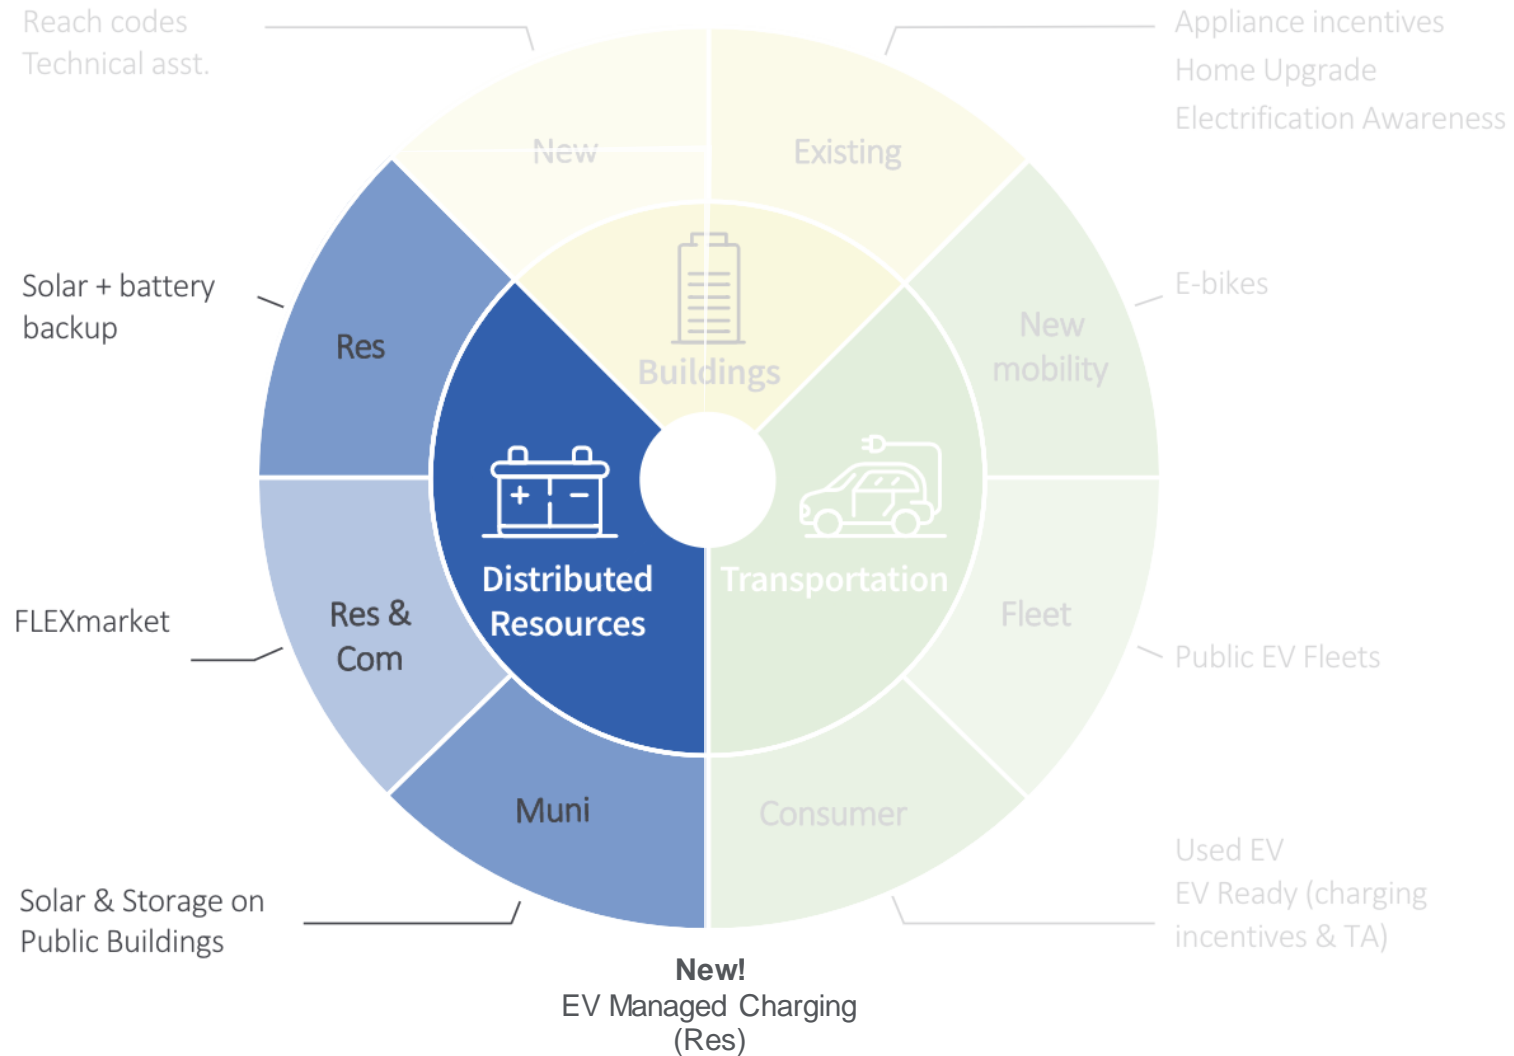 Reach codes
Technical asst.
Appliance incentives
Home Upgrade
Electrification Awareness
New
Existing
Buildings
Solar + battery
backup
Res
E-bikes
New
mobility
+ -
Distributed
Resources
Transportation
FLEXmarket
Res &
Com
Fleet
Public EV Fleets
Muni
Consumer
Solar & Storage on
Public Buildings
Used EV
EV Ready (charging
incentives & TA)
New!
EV Managed Charging
(Res)